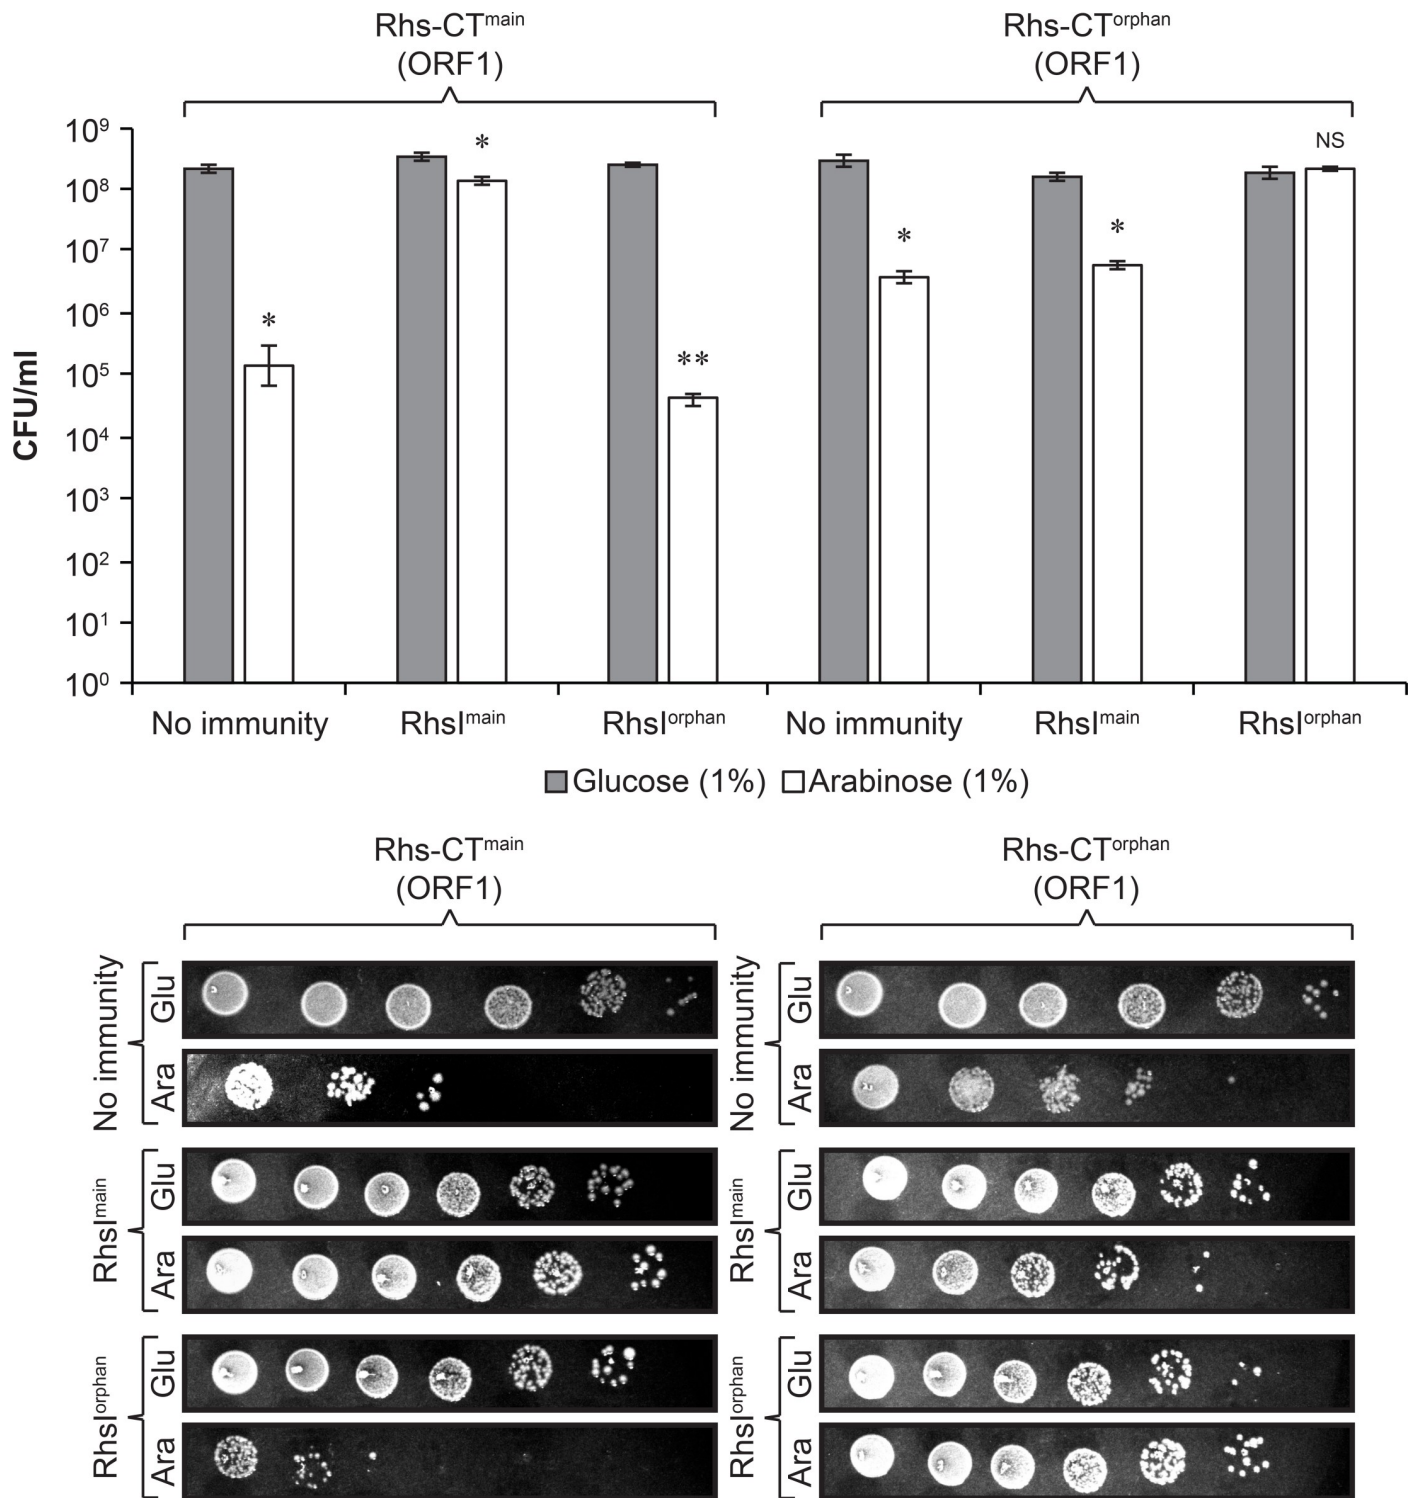 Rhs-CTᵐᵃⁱⁿ
(ORF1)
Rhs-CTᵒʳᵖʰᵃⁿ
(ORF1)
CFU/ml
10⁹
10⁸
10⁷
10⁶
10⁵
10⁴
10³
10²
10¹
10⁰
*
*
**
*
*
NS
No immunity
RhsIᵐᵃⁱⁿ
RhsIᵒʳᵖʰᵃⁿ
No immunity
RhsIᵐᵃⁱⁿ
RhsIᵒʳᵖʰᵃⁿ
Glucose (1%) Arabinose (1%)
Rhs-CTᵐᵃⁱⁿ
(ORF1)
No immunity
Glu
Ara
RhsIᵐᵃⁱⁿ
Glu
Ara
RhsIᵒʳᵖʰᵃⁿ
Glu
Ara
Rhs-CTᵒʳᵖʰᵃⁿ
(ORF1)
No immunity
Glu
Ara
RhsIᵐᵃⁱⁿ
Glu
Ara
RhsIᵒʳᵖʰᵃⁿ
Glu
Ara